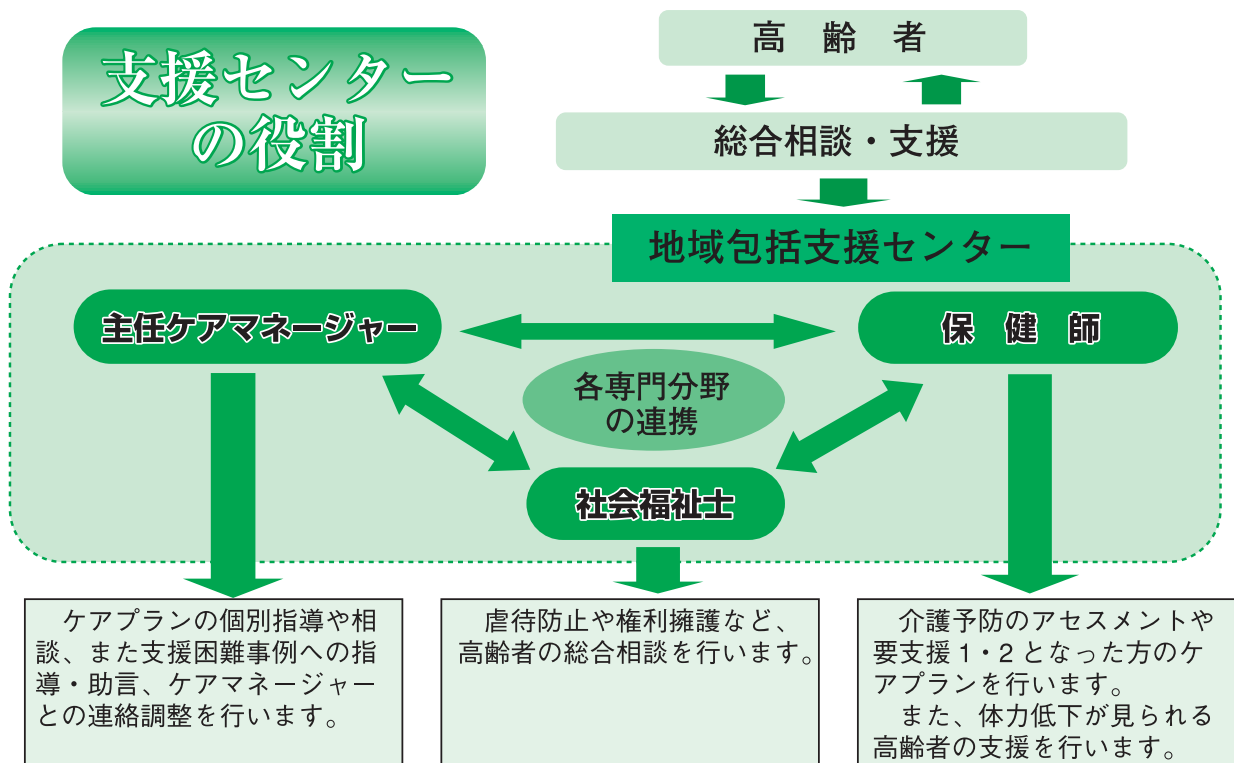 支援センター
の役割
高　齢　者
総合相談・支援
地域包括支援センター
主任ケアマネージャー
保　健　師
各専門分野
の連携
社会福祉士
　ケアプランの個別指導や相
談、また支援困難事例への指
導・助言、ケアマネージャー
との連絡調整を行います。
　虐待防止や権利擁護など、
高齢者の総合相談を行います。
　介護予防のアセスメントや
要支援１・２となった方のケ
アプランを行います。
　また、体力低下が見られる
高齢者の支援を行います。